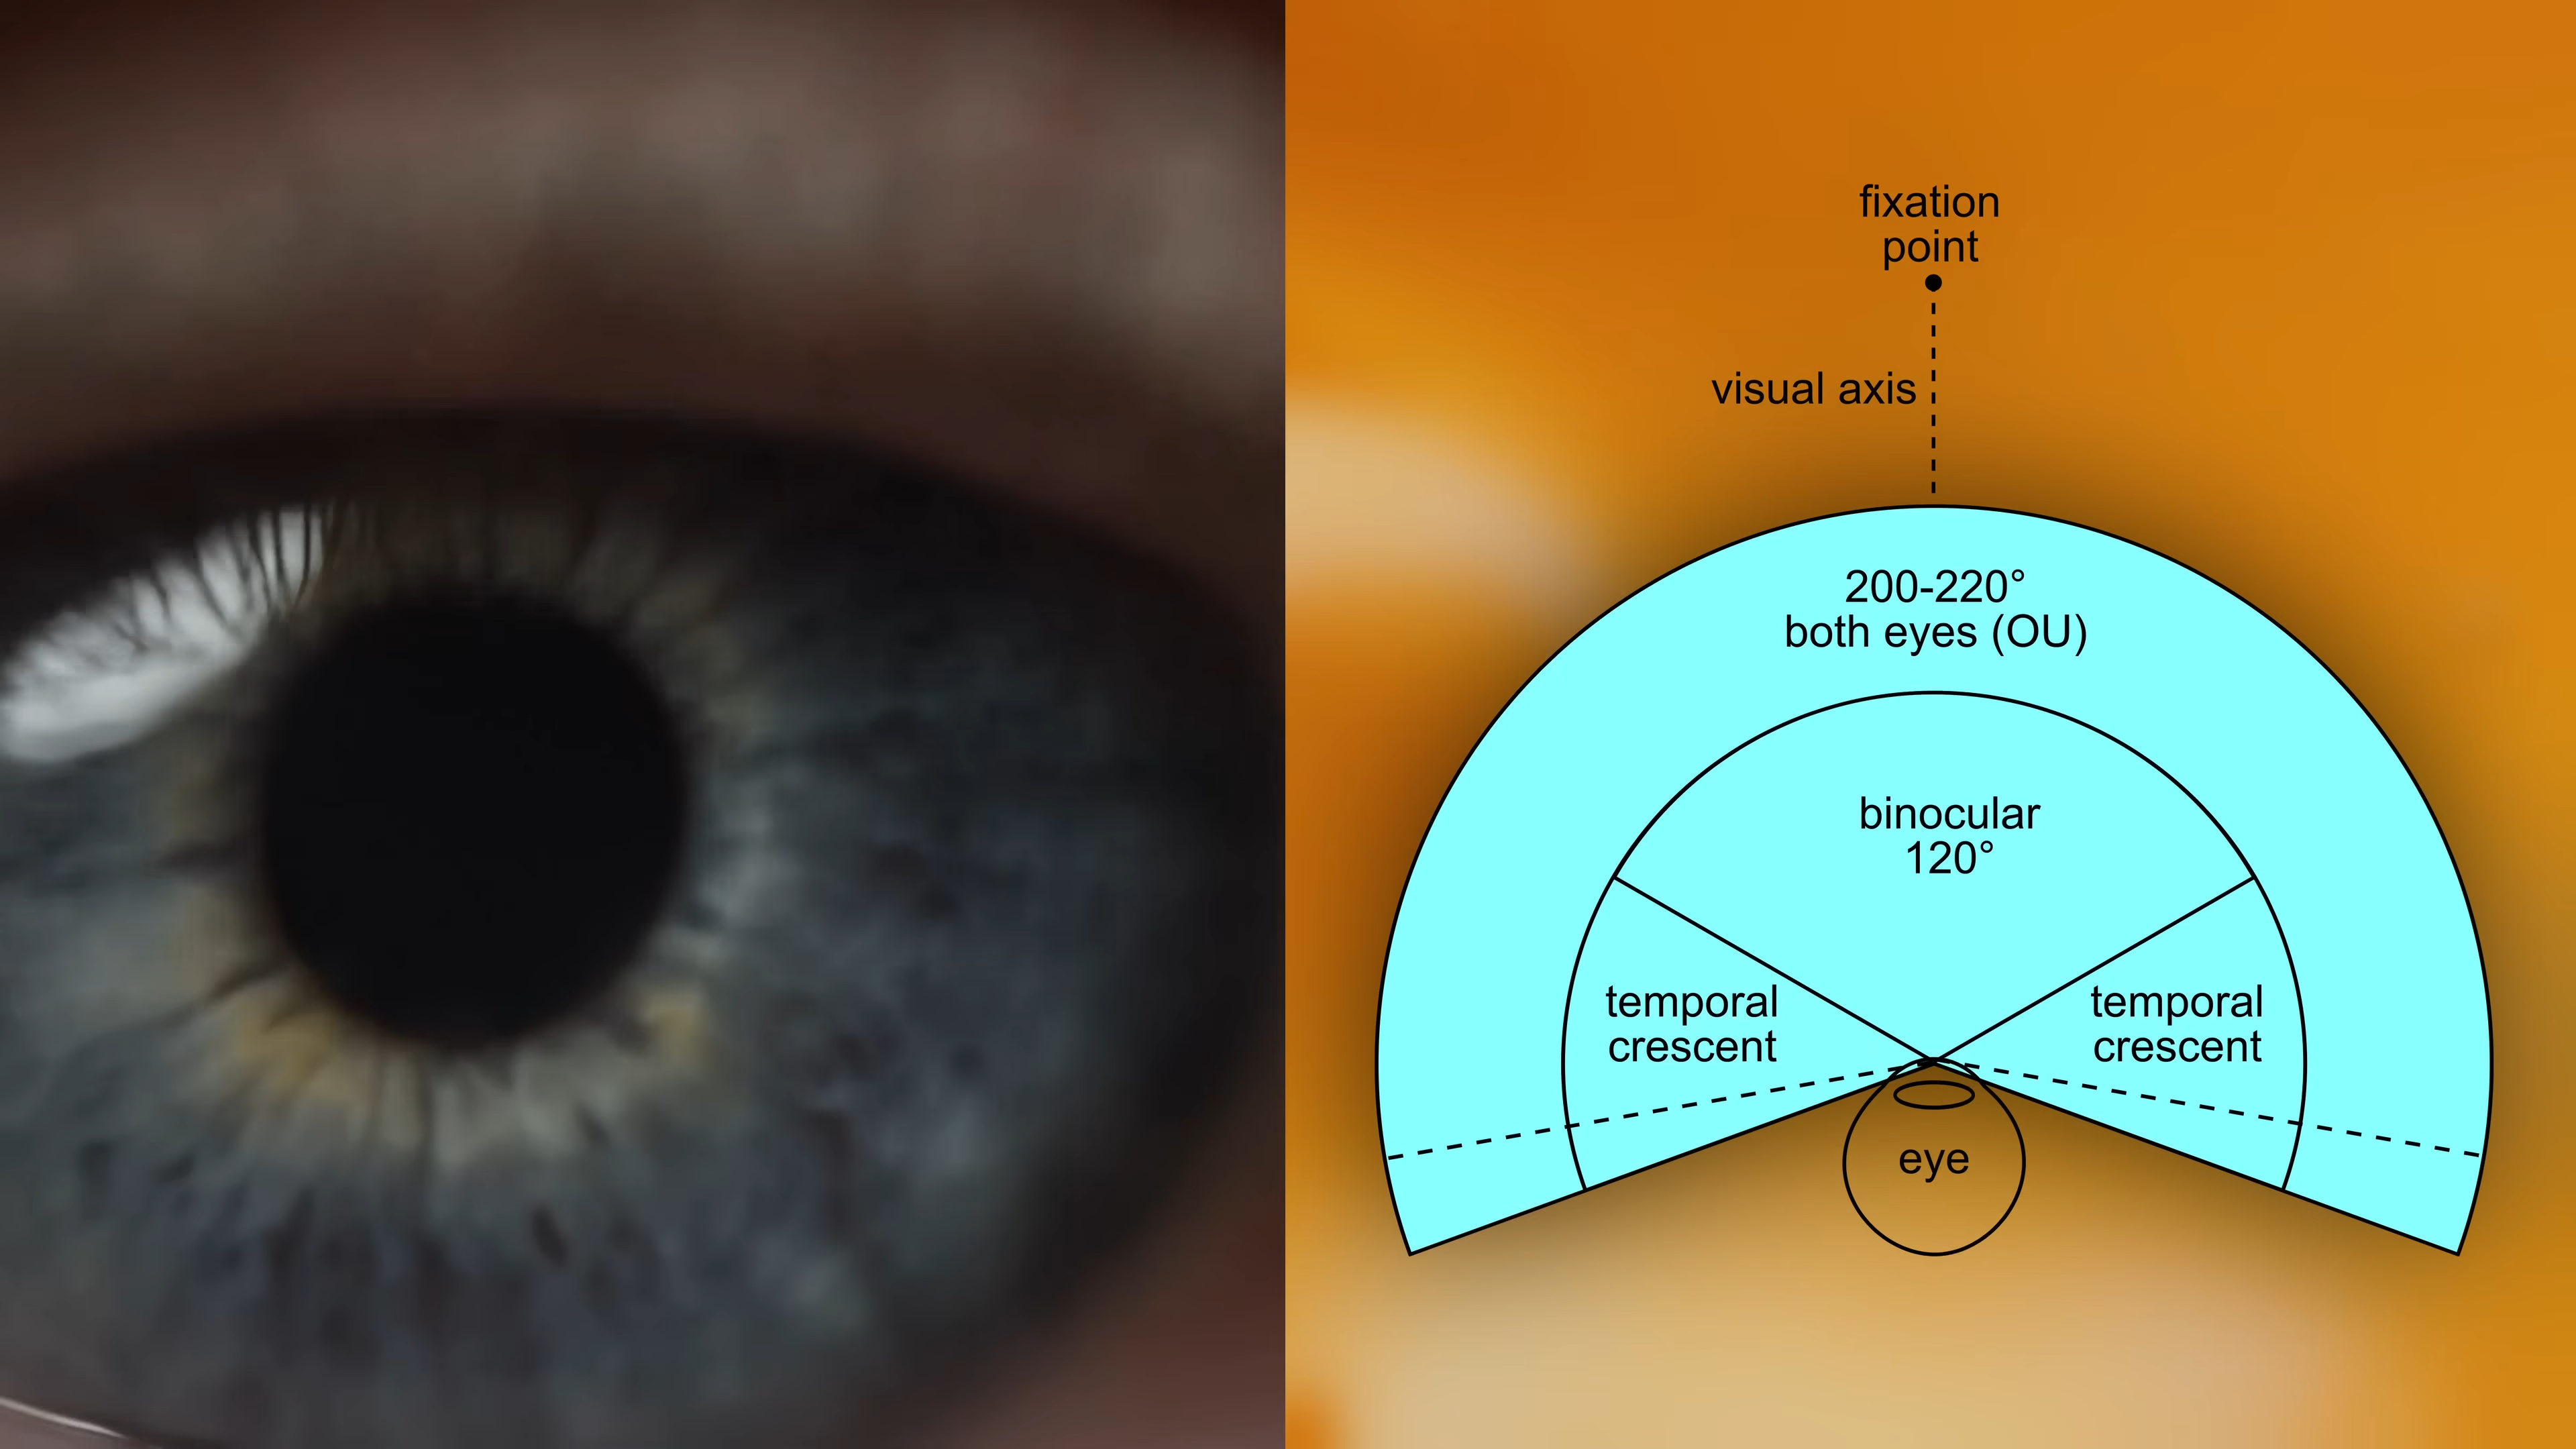 fixation
point
visual axis
200-220°
both eyes (OU)
binocular
120°
temporal
crescent
temporal
crescent
eye